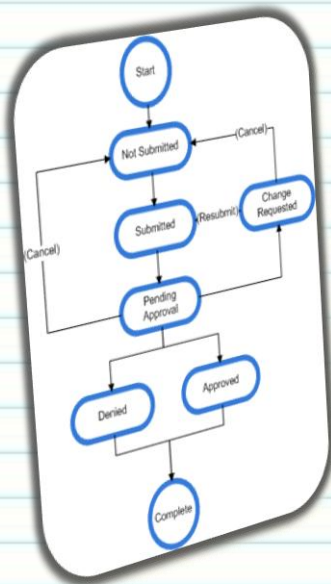 Start
Not Submitted
(Cancel)
Submitted
(Resubmit)
Change
Requested
(Cancel)
Pending
Approval
Denied
Approved
Complete